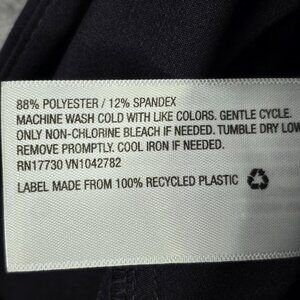 88% POLYESTER / 12% SPANDEX
MACHINE WASH COLD WITH LIKE COLORS. GENTLE CYCLE.
ONLY NON-CHLORINE BLEACH IF NEEDED. TUMBLE DRY LOW
REMOVE PROMPTLY. COOL IRON IF NEEDED.
RN17730 VN1042782
LABEL MADE FROM 100% RECYCLED PLASTIC